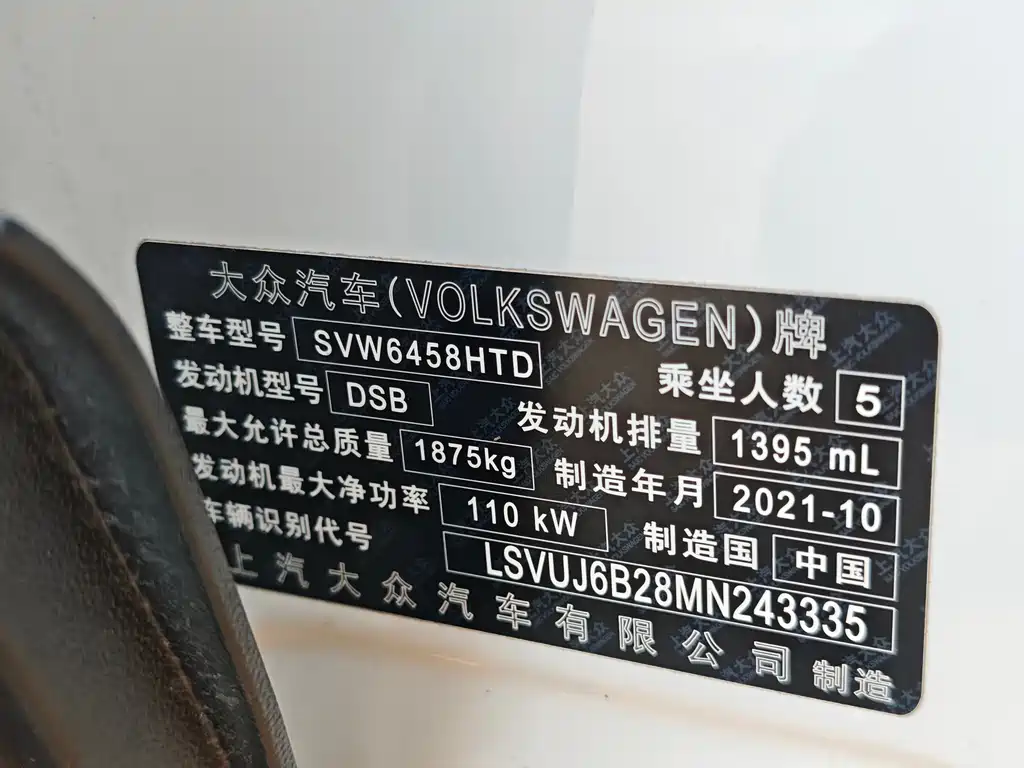 大众汽车(VOLKSWAGEN)牌
整车型号 SVW6458HTD 乘坐人数 5
发动机型号 DSB 发动机排量 1395 mL
最大允许总质量 1875kg 制造年月 2021-10
发动机最大净功率 110 kW 制造国 中国
车辆识别代号 LSVUJ6B28MN243335
上汽大众汽车有限公司 制造